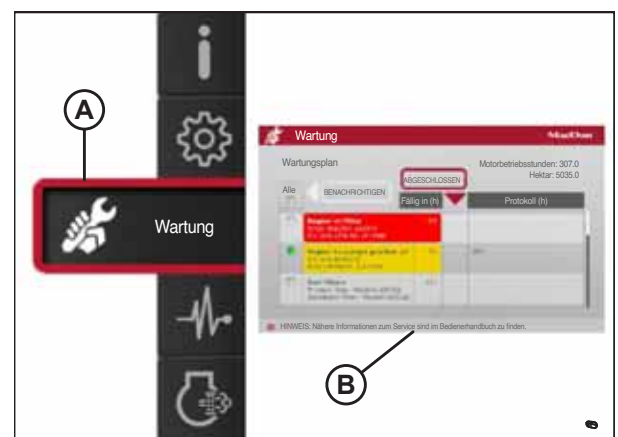 A
Wartung
Wartung
MacDon
Wartungsplan
Motorbetriebsstunden: 307.0
Hektar: 5035.0
ABGESCHLOSSEN
Alle
BENACHRICHTIGEN
Fällig in (h)
Protokoll (h)
HINWEIS: Nähere Informationen zum Service sind im Bedienerhandbuch zu finden.
B